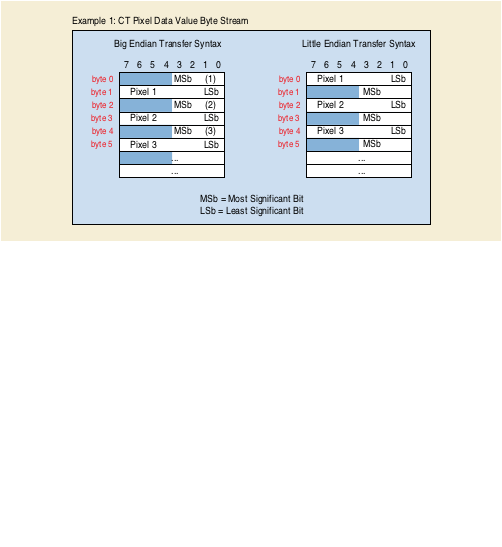 Example 1: CT Pixel Data Value Byte Stream
Big Endian Transfer Syntax
7 6 5 4 3 2 1 0
byte 0 MSb (1)
byte 1 Pixel 1 LSb
byte 2 MSb (2)
byte 3 Pixel 2 LSb
byte 4 MSb (3)
byte 5 Pixel 3 LSb
...
...
Little Endian Transfer Syntax
7 6 5 4 3 2 1 0
byte 0 Pixel 1 LSb
byte 1 MSb
byte 2 Pixel 2 LSb
byte 3 MSb
byte 4 Pixel 3 LSb
byte 5 MSb
...
...
MSb = Most Significant Bit
LSb = Least Significant Bit